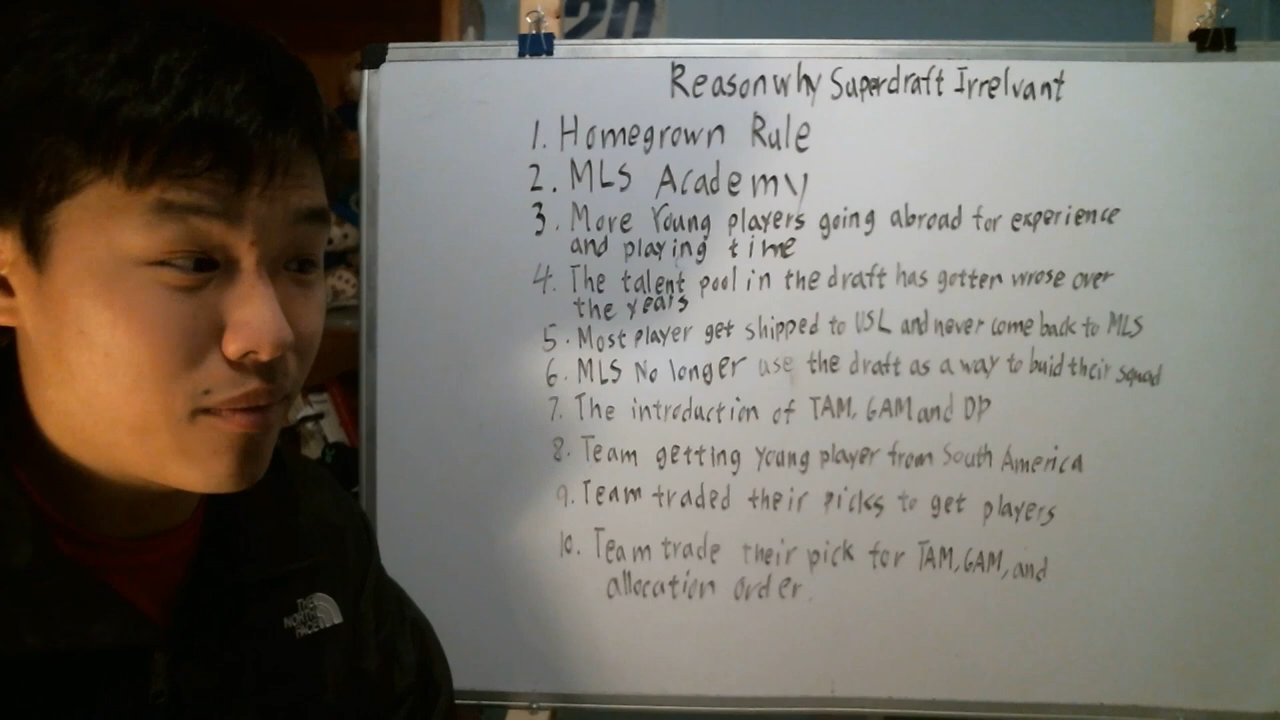 20
Reason why Superdraft Irrelvant
1. Homegrown Rule
2. MLS Academy
3. More Young players going abroad for experience
and playing time
4. The talent pool in the draft has gotten wrose over
the years
5. Most player get shipped to USL and never come back to MLS
6. MLS No longer use the draft as a way to buid their squad
7. The introduction of TAM, GAM and DP
8. Team getting young player from South America
9. Team traded their picks to get players
10. Team trade their pick for TAM, GAM, and
allocation order.
THE
NORTH
FACE